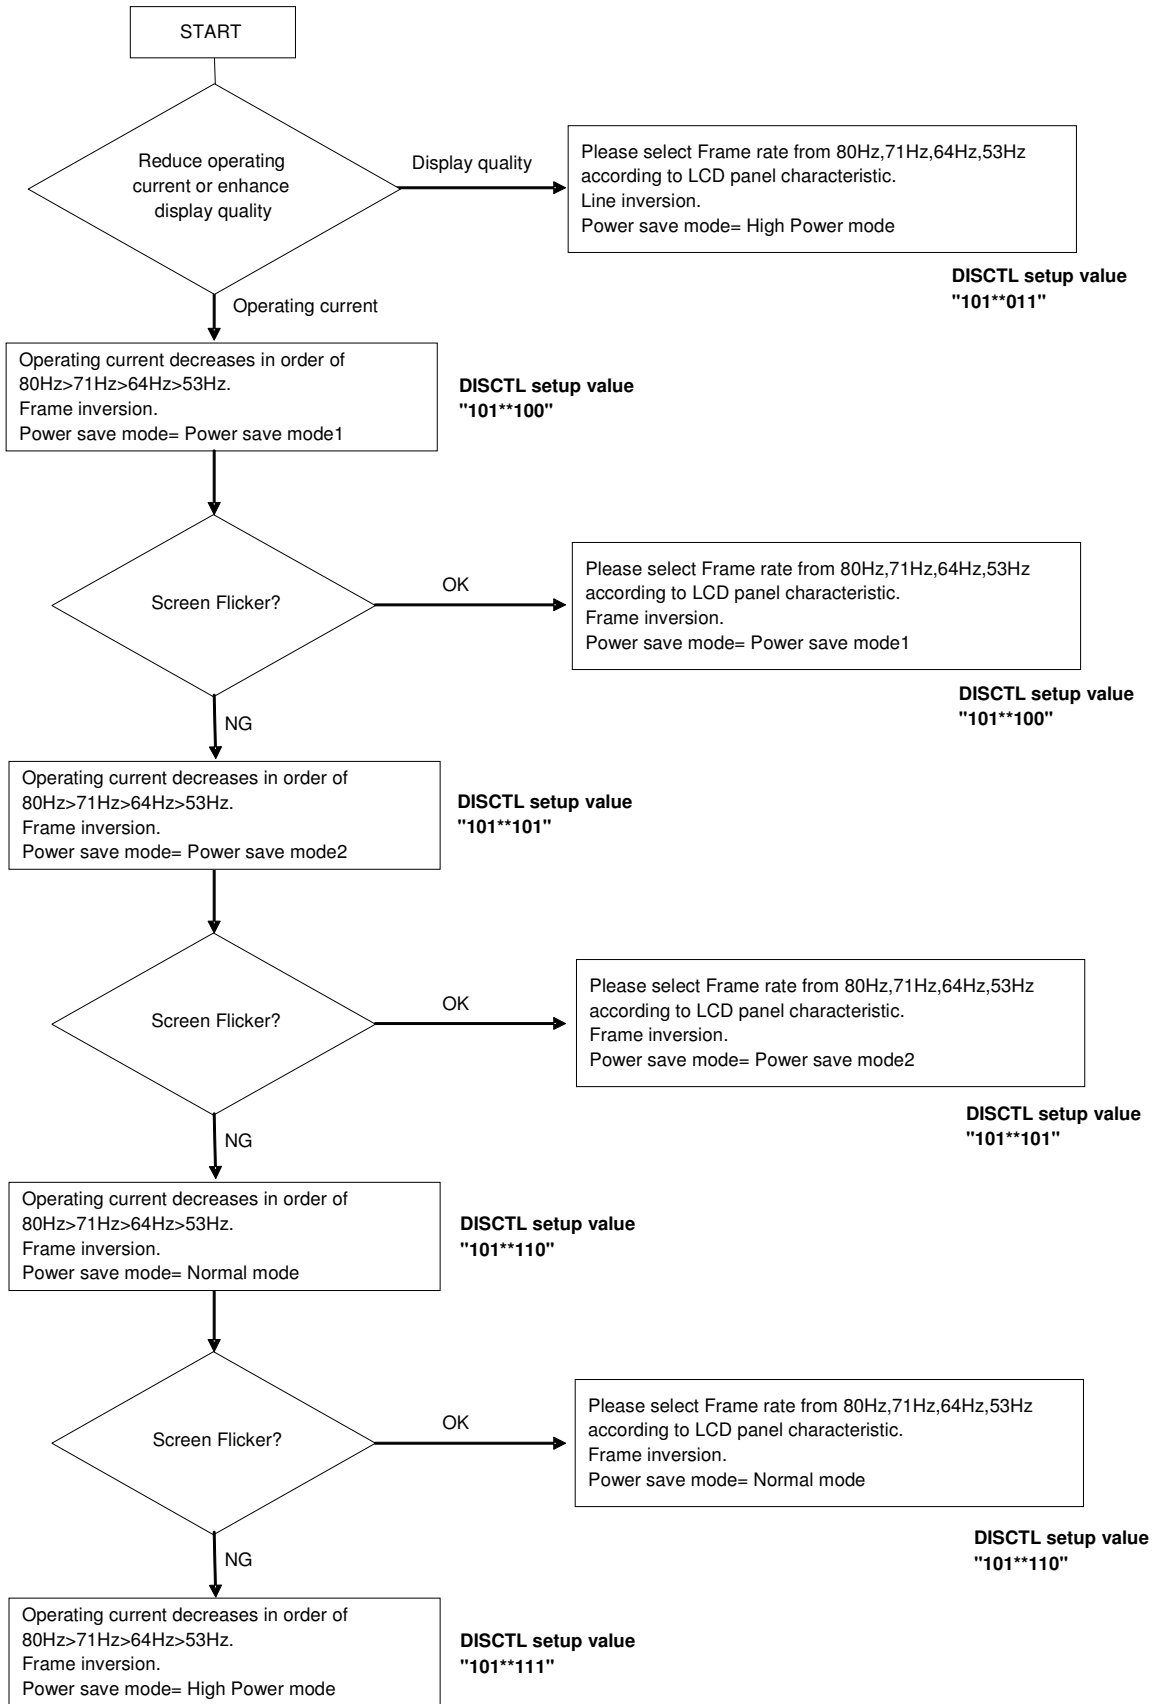 START
Reduce operating
current or enhance
display quality
Display quality
Please select Frame rate from 80Hz,71Hz,64Hz,53Hz
according to LCD panel characteristic.
Line inversion.
Power save mode= High Power mode
DISCTL setup value
"101**011"
Operating current
Operating current decreases in order of
80Hz>71Hz>64Hz>53Hz.
Frame inversion.
Power save mode= Power save mode1
DISCTL setup value
"101**100"
Screen Flicker?
OK
Please select Frame rate from 80Hz,71Hz,64Hz,53Hz
according to LCD panel characteristic.
Frame inversion.
Power save mode= Power save mode1
DISCTL setup value
"101**100"
NG
Operating current decreases in order of
80Hz>71Hz>64Hz>53Hz.
Frame inversion.
Power save mode= Power save mode2
DISCTL setup value
"101**101"
Screen Flicker?
OK
Please select Frame rate from 80Hz,71Hz,64Hz,53Hz
according to LCD panel characteristic.
Frame inversion.
Power save mode= Power save mode2
DISCTL setup value
"101**101"
NG
Operating current decreases in order of
80Hz>71Hz>64Hz>53Hz.
Frame inversion.
Power save mode= Normal mode
DISCTL setup value
"101**110"
Screen Flicker?
OK
Please select Frame rate from 80Hz,71Hz,64Hz,53Hz
according to LCD panel characteristic.
Frame inversion.
Power save mode= Normal mode
DISCTL setup value
"101**110"
NG
Operating current decreases in order of
80Hz>71Hz>64Hz>53Hz.
Frame inversion.
Power save mode= High Power mode
DISCTL setup value
"101**111"